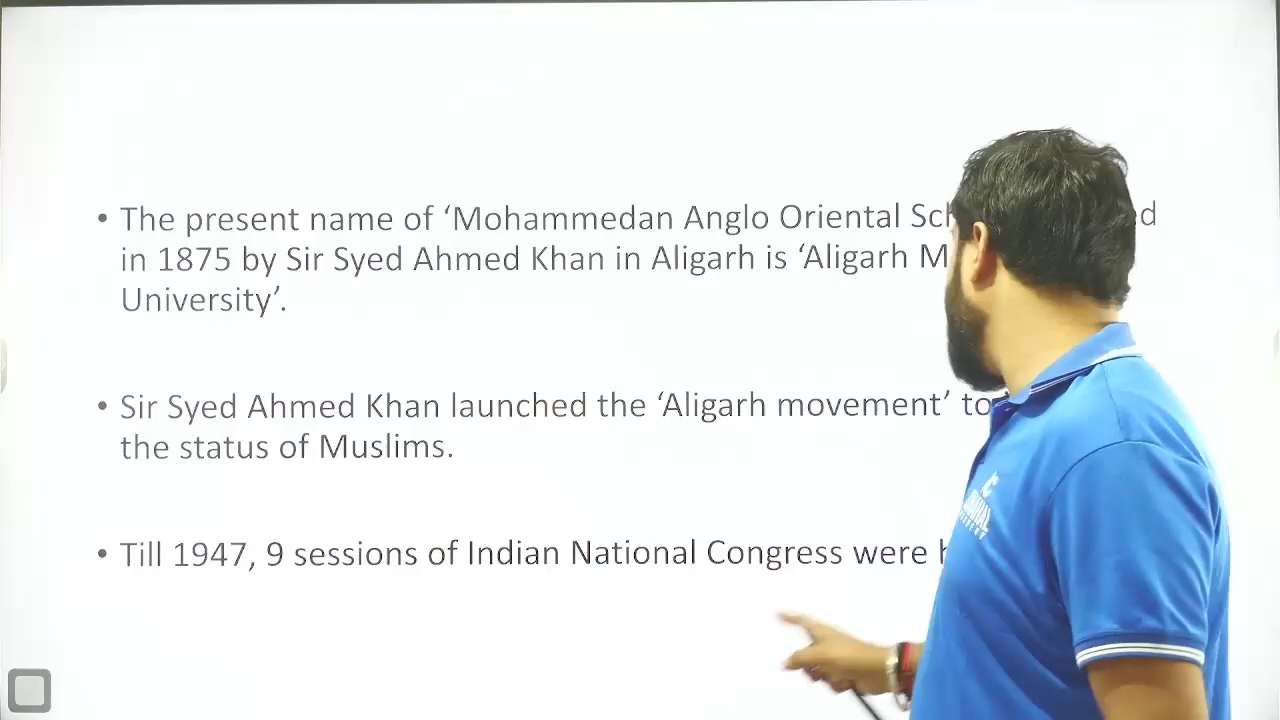 • The present name of ‘Mohammedan Anglo Oriental
in 1875 by Sir Syed Ahmed Khan in Aligarh is ‘Aligarh
University’.
• Sir Syed Ahmed Khan launched the ‘Aligarh movement’ to
the status of Muslims.
• Till 1947, 9 sessions of Indian National Congress were